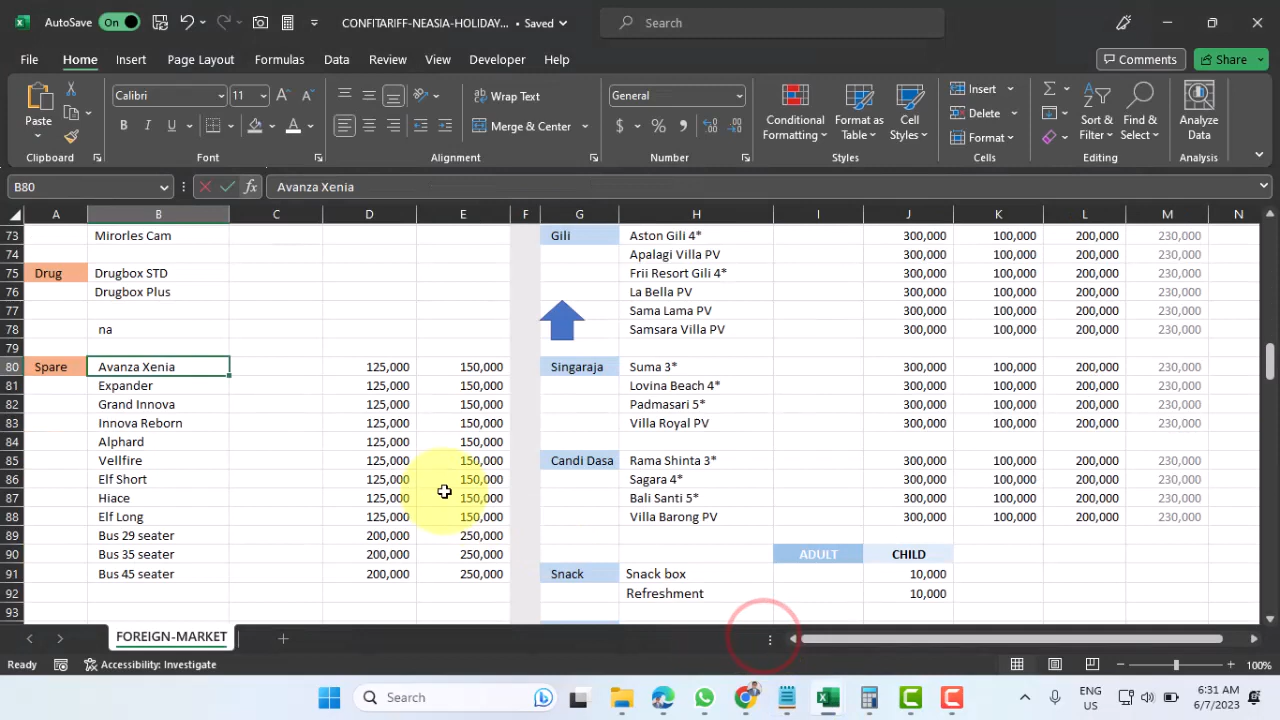 AutoSave On CONFITARIFF-NEASIA-HOLIDAY... • Saved Search
File Home Insert Page Layout Formulas Data Review View Developer Help Comments Share
Paste Calibri 11 Wrap Text General Conditional Formatting Format as Table Cell Styles Insert Sort & Filter Find & Select Analyze Data
B I U Merge & Center $ % Delete
Format
Clipboard Font Alignment Number Styles Cells Editing Analysis
B80 fx Avanza Xenia
A B C D E F G H I J K L M N
73 Mirorles Cam Gili Aston Gili 4* 300,000 100,000 200,000 230,000
74 Apalagi Villa PV 300,000 100,000 200,000 230,000
75 Drug Drugbox STD Frii Resort Gili 4* 300,000 100,000 200,000 230,000
76 Drugbox Plus La Bella PV 300,000 100,000 200,000 230,000
77 Sama Lama PV 300,000 100,000 200,000 230,000
78 na Samsara Villa PV 300,000 100,000 200,000 230,000
79
80 Spare Avanza Xenia 125,000 150,000 Singaraja Suma 3* 300,000 100,000 200,000 230,000
81 Expander 125,000 150,000 Lovina Beach 4* 300,000 100,000 200,000 230,000
82 Grand Innova 125,000 150,000 Padmasari 5* 300,000 100,000 200,000 230,000
83 Innova Reborn 125,000 150,000 Villa Royal PV 300,000 100,000 200,000 230,000
84 Alphard 125,000 150,000
85 Vellfire 125,000 150,000 Candi Dasa Rama Shinta 3* 300,000 100,000 200,000 230,000
86 Elf Short 125,000 150,000 Sagara 4* 300,000 100,000 200,000 230,000
87 Hiace 125,000 150,000 Bali Santi 5* 300,000 100,000 200,000 230,000
88 Elf Long 125,000 150,000 Villa Barong PV 300,000 100,000 200,000 230,000
89 Bus 29 seater 200,000 250,000
90 Bus 35 seater 200,000 250,000 ADULT CHILD
91 Bus 45 seater 200,000 250,000 Snack Snack box 10,000
92 Refreshment 10,000
93
FOREIGN-MARKET
Ready Accessibility: Investigate 100%
Search ENG US 6:31 AM 6/7/2023